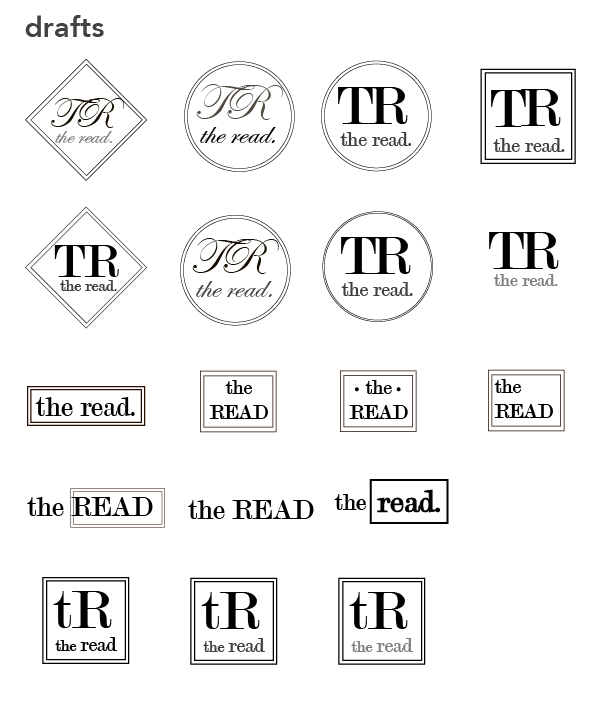 drafts
TR
the read.
TR
the read.
TR
the read.
TR
the read.
TR
the read.
TR
the read.
TR
the read.
TR
the read.
the read.
the
READ
• the •
READ
the
READ
the READ
the READ
the read.
tR
the read
tR
the read
tR
the read